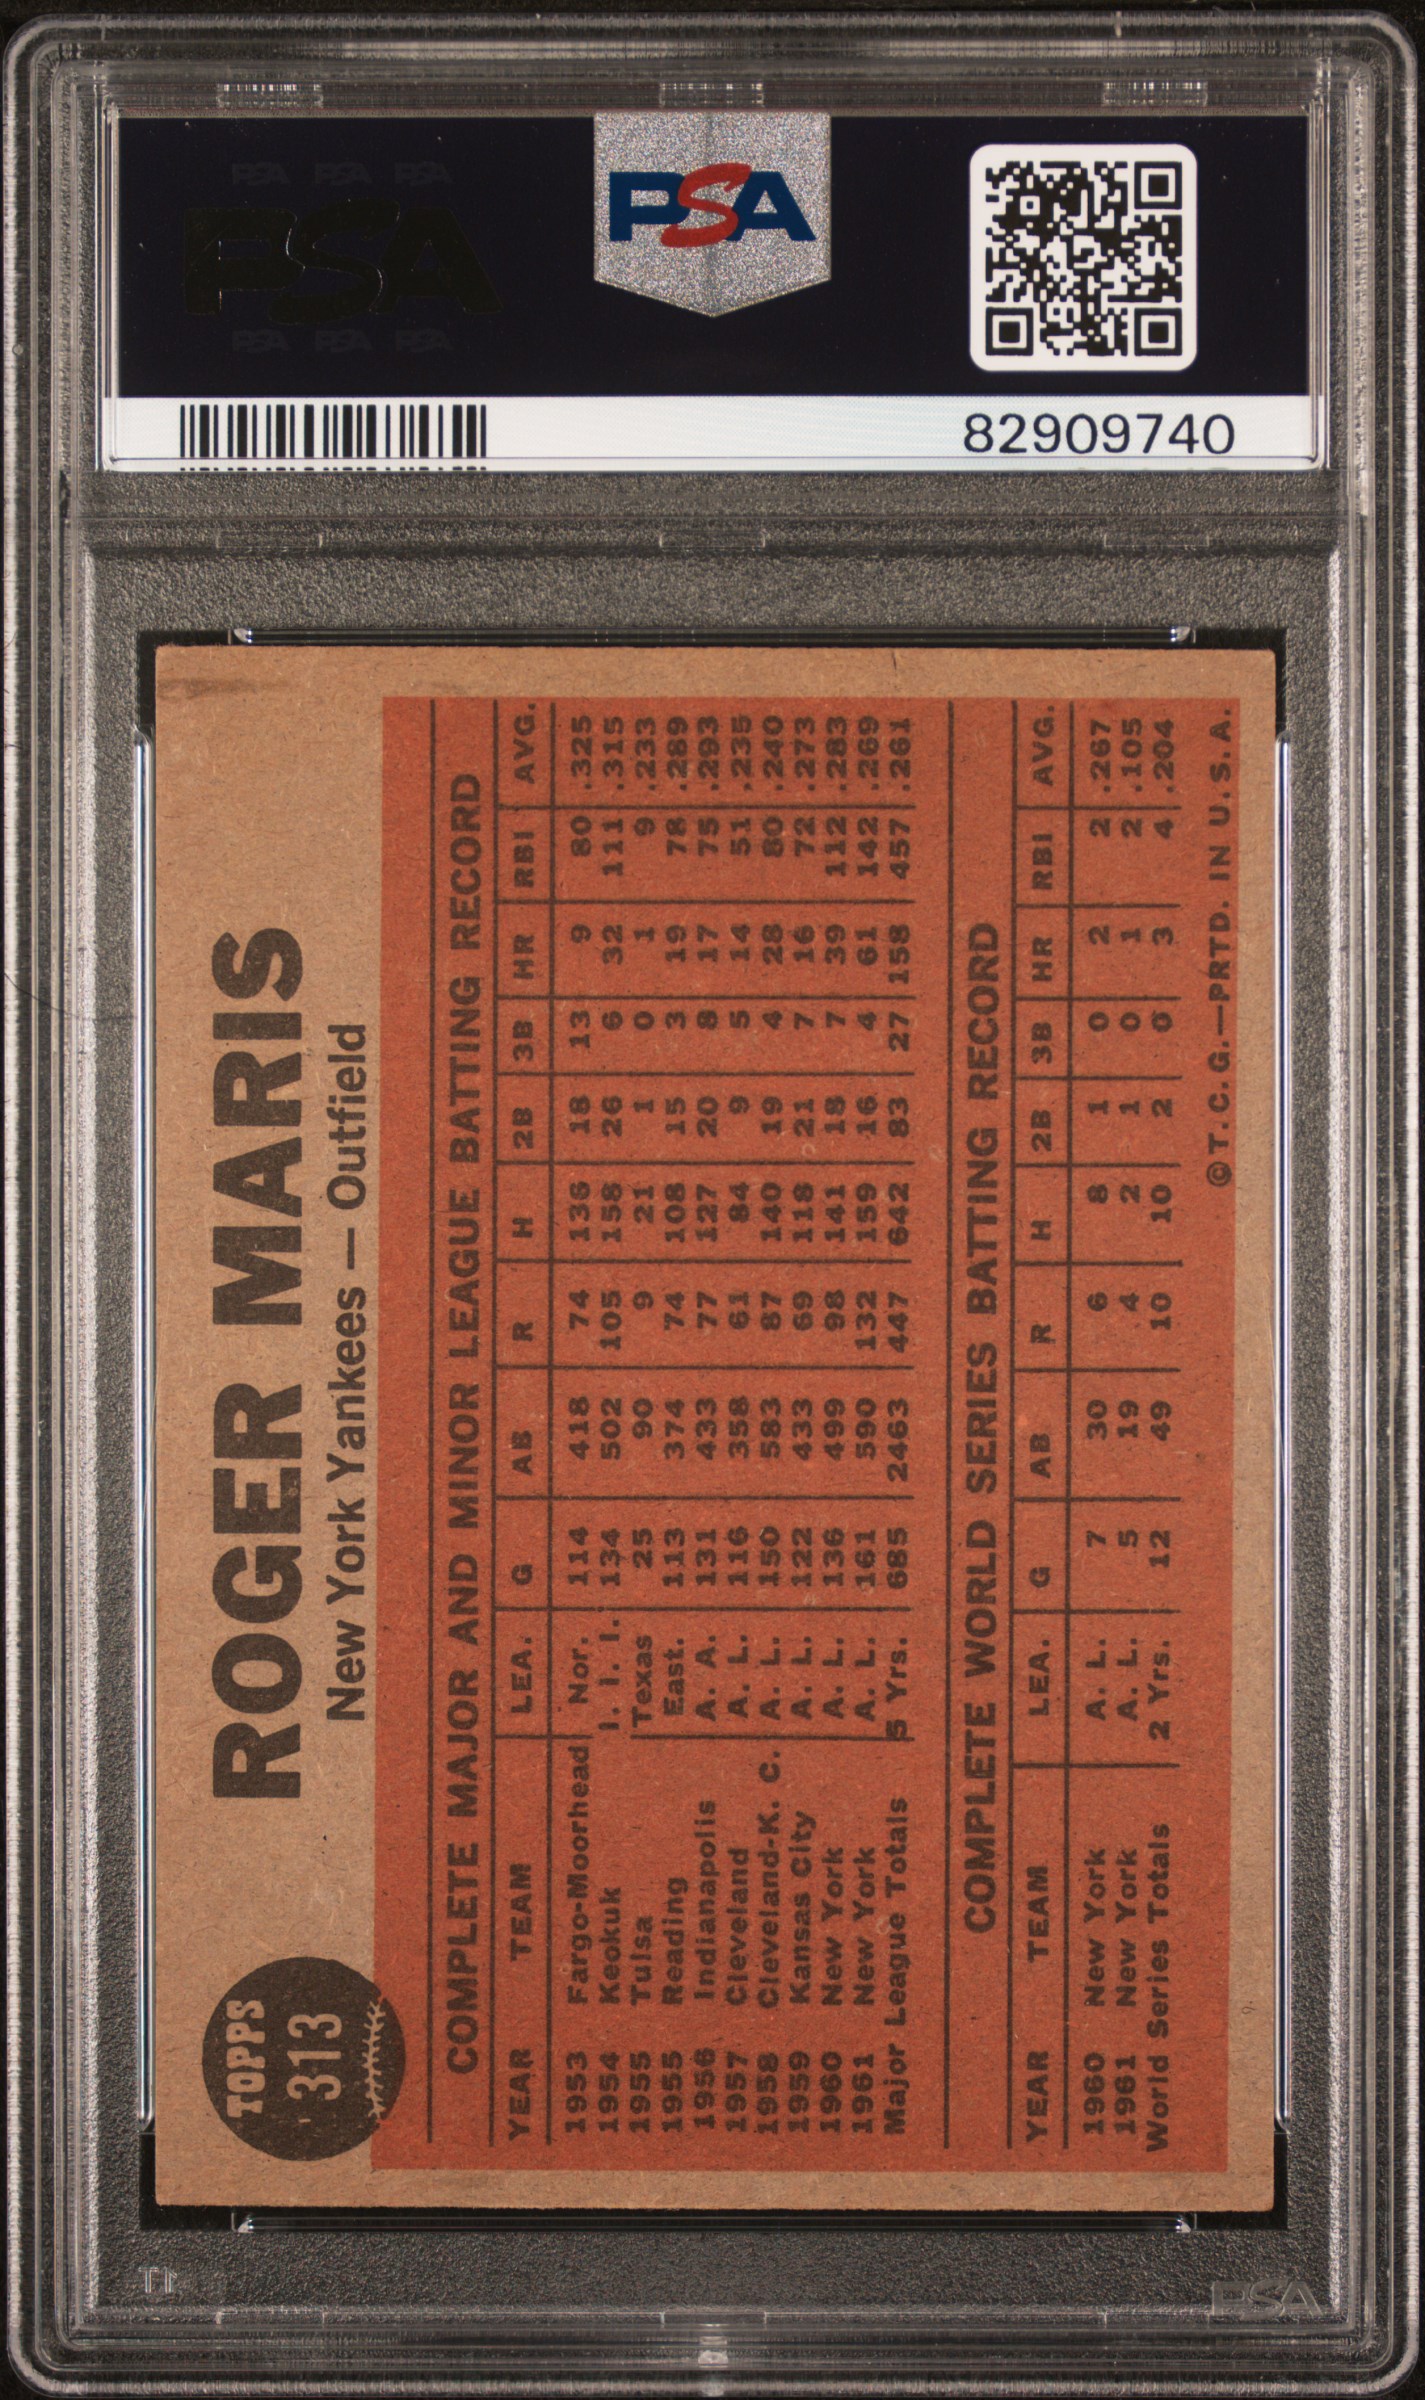 PSA PSA PSA
PSA
PSA PSA PSA
PSA
82909740
TOPPS
313
ROGER MARIS
New York Yankees — Outfield
COMPLETE MAJOR AND MINOR LEAGUE BATTING RECORD
YEAR TEAM LEA. G AB R H 2B 3B HR RBI AVG.
1953 Fargo-Moorhead Nor. 114 418 74 136 18 13 9 80 .325
1954 Keokuk I. I. I. 134 502 105 158 26 6 32 111 .315
1955 Tulsa Texas 25 90 9 21 1 0 1 9 .233
1955 Reading East. 113 374 74 108 15 3 19 78 .289
1956 Indianapolis A. A. 131 433 77 127 20 8 17 75 .293
1957 Cleveland A. L. 116 358 61 84 9 5 14 51 .235
1958 Cleveland-K. C. A. L. 150 583 87 140 19 4 28 80 .240
1959 Kansas City A. L. 122 433 69 118 21 7 16 72 .273
1960 New York A. L. 136 499 98 141 18 7 39 112 .283
1961 New York A. L. 161 590 132 159 16 4 61 142 .269
Major League Totals 5 Yrs. 685 2463 447 642 83 27 158 457 .261
COMPLETE WORLD SERIES BATTING RECORD
YEAR TEAM LEA. G AB R H 2B 3B HR RBI AVG.
1960 New York A. L. 7 30 6 8 1 0 2 2 .267
1961 New York A. L. 5 19 4 2 1 0 1 2 .105
World Series Totals 2 Yrs. 12 49 10 10 2 0 3 4 .204
©T.C.G.—PRTD. IN U.S.A.
PSA